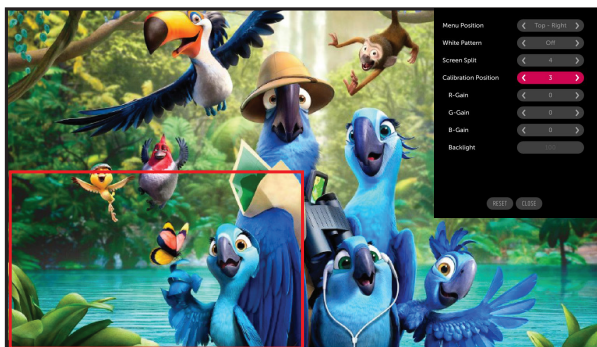 Menu Position Top - Right
White Pattern Off
Screen Split 4
Calibration Position 3
R-Gain 0
G-Gain 0
B-Gain 0
Backlight
RESET CLOSE